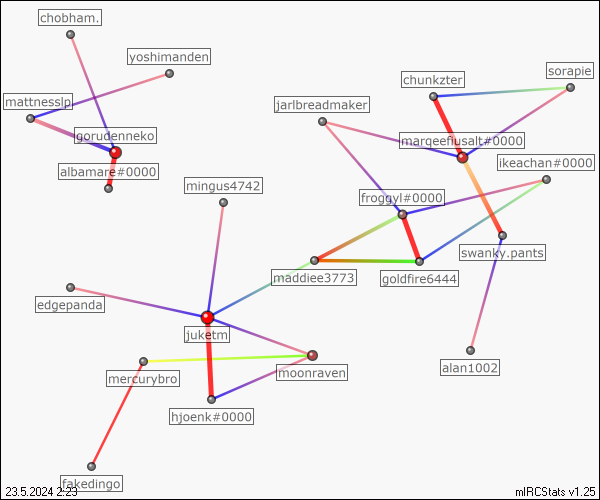 chobham.
yoshimanden
chunkzter
sorapie
mattnesslp
jarlbreadmaker
gorudenneko
marqeefiusalt#0000
ikeachan#0000
albamare#0000
mingus4742
froggyl#0000
swanky.pants
maddiee3773
goldfire6444
edgepanda
juketm
moonraven
alan1002
mercurybro
hjoenk#0000
fakedingo
23.5.2024 2:23
mIRCStats v1.25